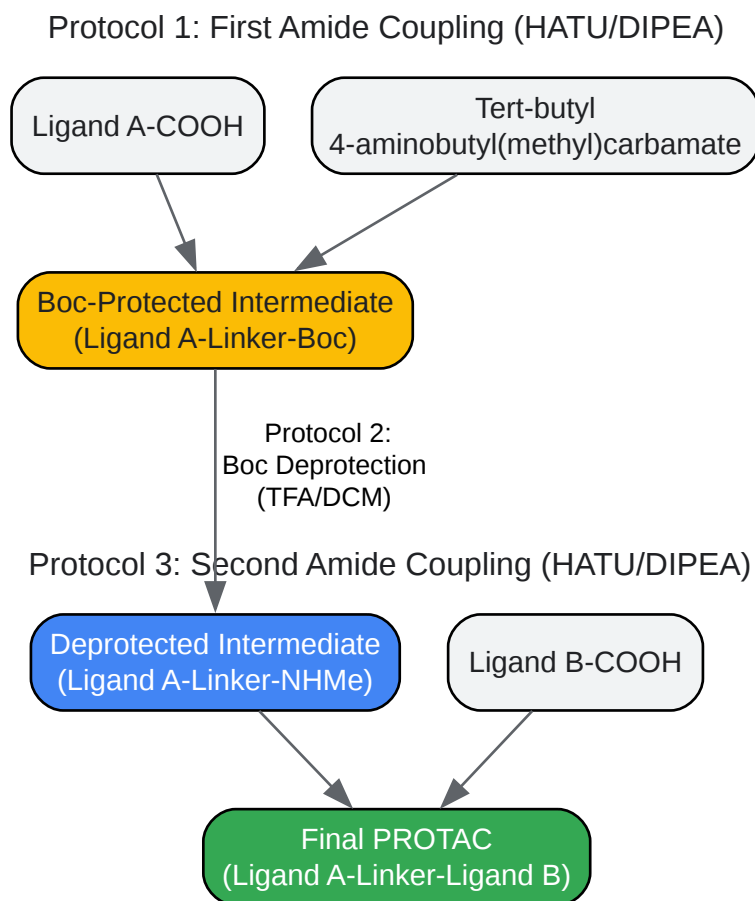 Protocol 1: First Amide Coupling (HATU/DIPEA)
Ligand A-COOH
Tert-butyl
4-aminobutyl(methyl)carbamate
Boc-Protected Intermediate
(Ligand A-Linker-Boc)
Protocol 2:
Boc Deprotection
(TFA/DCM)
Protocol 3: Second Amide Coupling (HATU/DIPEA)
Deprotected Intermediate
(Ligand A-Linker-NHMe)
Ligand B-COOH
Final PROTAC
(Ligand A-Linker-Ligand B)